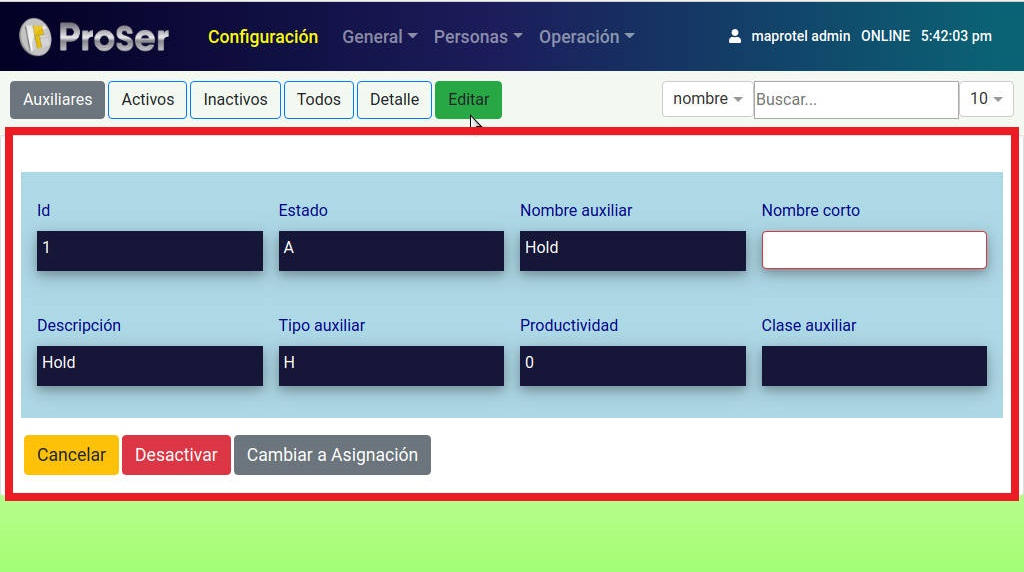 ProSer Configuración General Personas Operación maprotel admin ONLINE 5:42:03 pm
Auxiliares Activos Inactivos Todos Detalle Editar nombre Buscar... 10
Id Estado Nombre auxiliar Nombre corto
1 A Hold
Descripción Tipo auxiliar Productividad Clase auxiliar
Hold H 0
Cancelar Desactivar Cambiar a Asignación